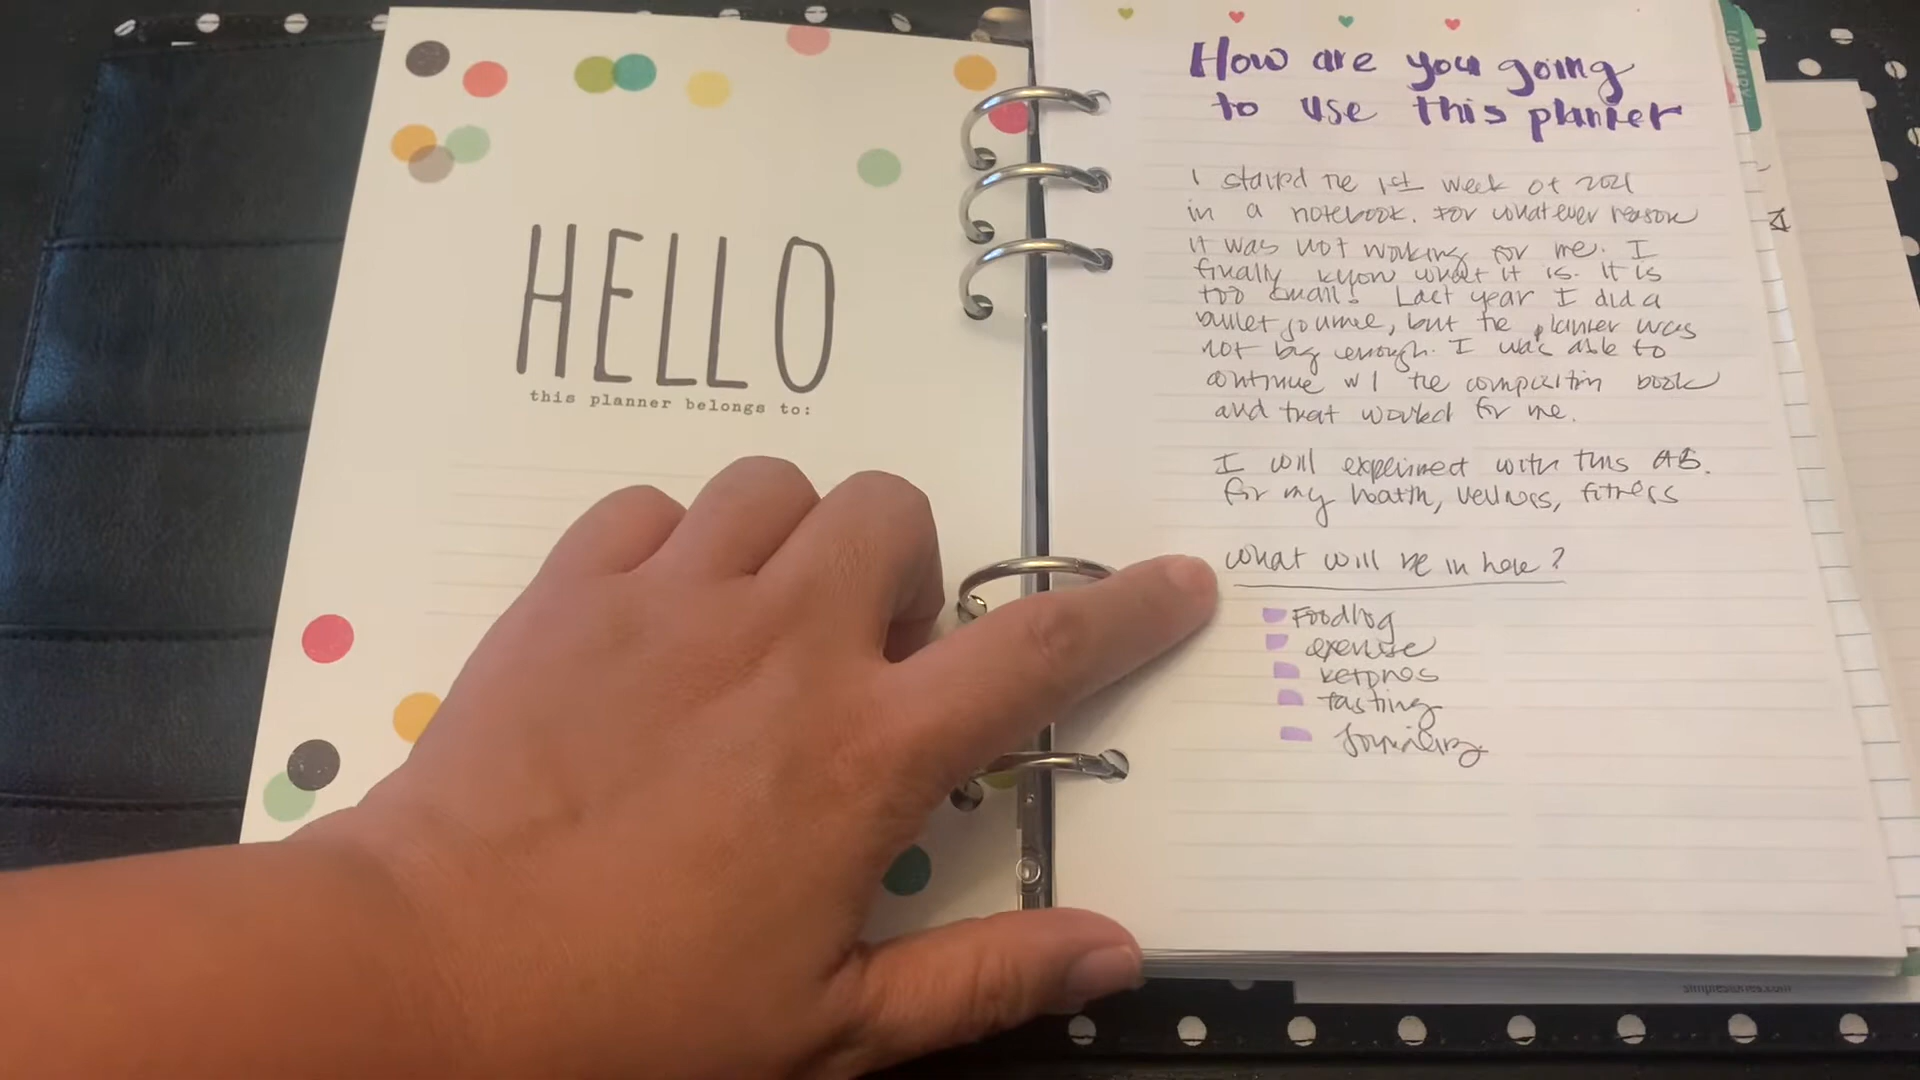 HELLO
this planner belongs to:
How are you going
to use this planner
I started the 1st week of 2021
in a notebook. For whatever reason
it was not working for me. I
finally know what it is. It is
too small! Last year I did a
bullet journal, but the planner was
not big enough. I was able to
continue w/ the composition book
and that worked for me.
I will experiment with this A5.
for my health, wellness, fitness
What will be in here?
Foodlog
exercise
ketones
fasting
journaling
JANUARY
simplestories.com